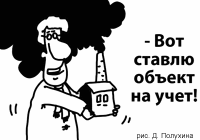 - Вот
ставлю
объект
на учет!
рис. Д. Полухина